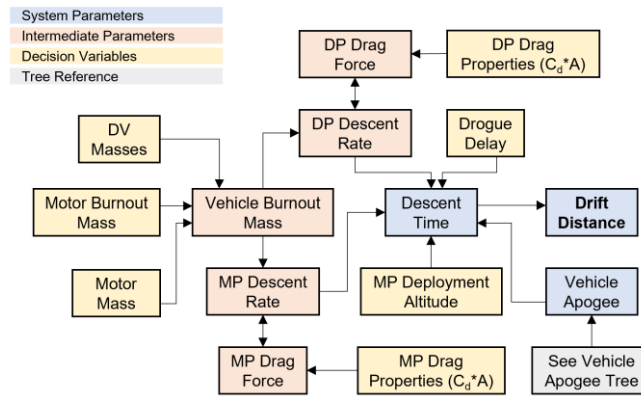 System Parameters
Intermediate Parameters
Decision Variables
Tree Reference
DP Drag
Force
DP Drag
Properties (Cd*A)
DV
Masses
DP Descent
Rate
Drogue
Delay
Motor Burnout
Mass
Vehicle Burnout
Mass
Descent
Time
Drift
Distance
Motor
Mass
MP Descent
Rate
MP Deployment
Altitude
Vehicle
Apogee
MP Drag
Force
MP Drag
Properties (Cd*A)
See Vehicle
Apogee Tree